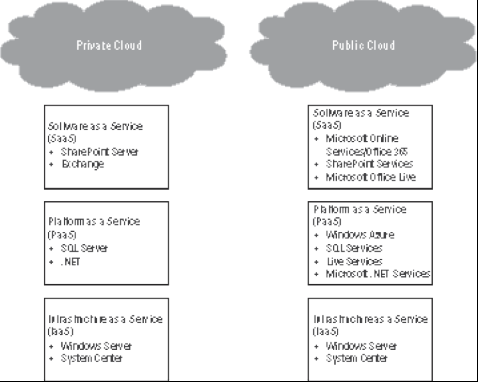 Private Cloud
Software as a Service
(SaaS)
+ SharePoint Server
+ Exchange
Platform as a Service
(PaaS)
+ SQL Server
+ .NET
Infrastructure as a Service
(IaaS)
+ Windows Server
+ System Center
Public Cloud
Software as a Service
(SaaS)
+ Microsoft Online
Services/Office 365
+ SharePoint Services
+ Microsoft Office Live
Platform as a Service
(PaaS)
+ Windows Azure
+ SQL Services
+ Live Services
+ Microsoft .NET Services
Infrastructure as a Service
(IaaS)
+ Windows Server
+ System Center